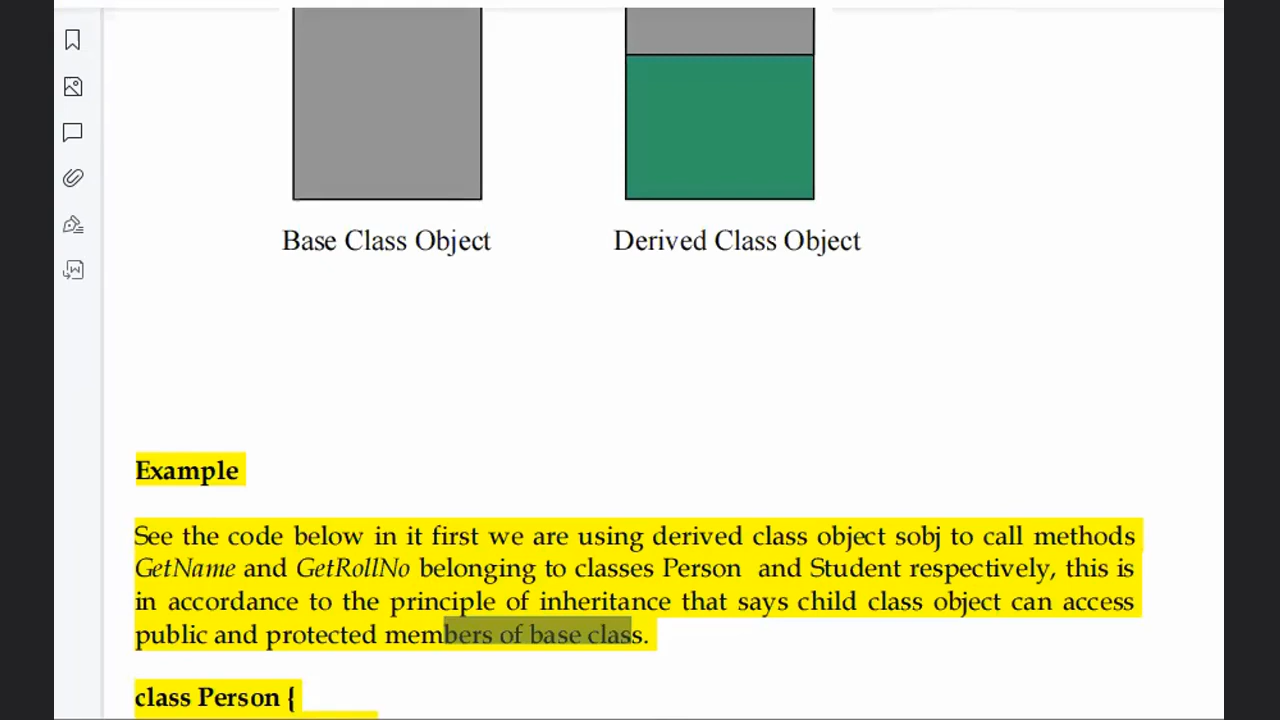 Base Class Object
Derived Class Object
Example
See the code below in it first we are using derived class object sobj to call methods
GetName and GetRollNo belonging to classes Person and Student respectively, this is
in accordance to the principle of inheritance that says child class object can access
public and protected members of base class.
class Person {